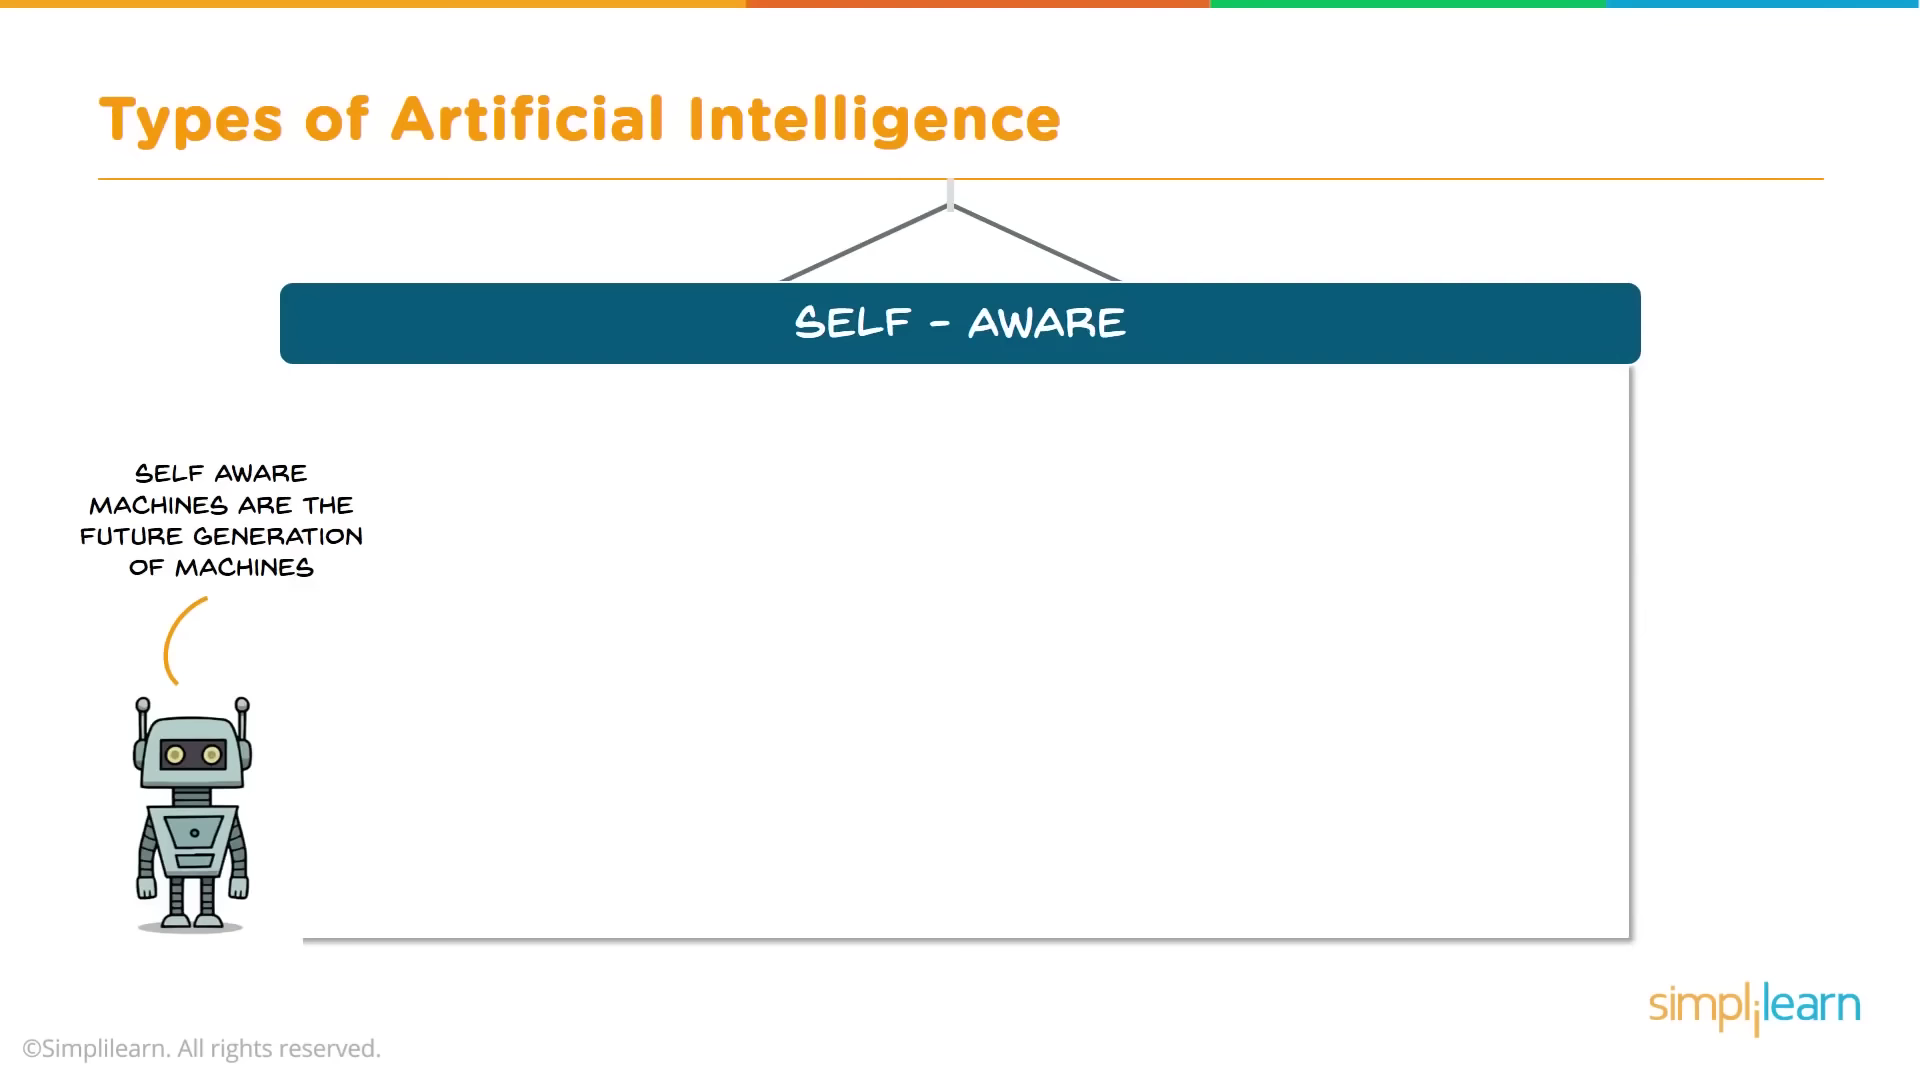 Types of Artificial Intelligence
SELF - AWARE
SELF AWARE
MACHINES ARE THE
FUTURE GENERATION
OF MACHINES
simplilearn
©Simplilearn. All rights reserved.